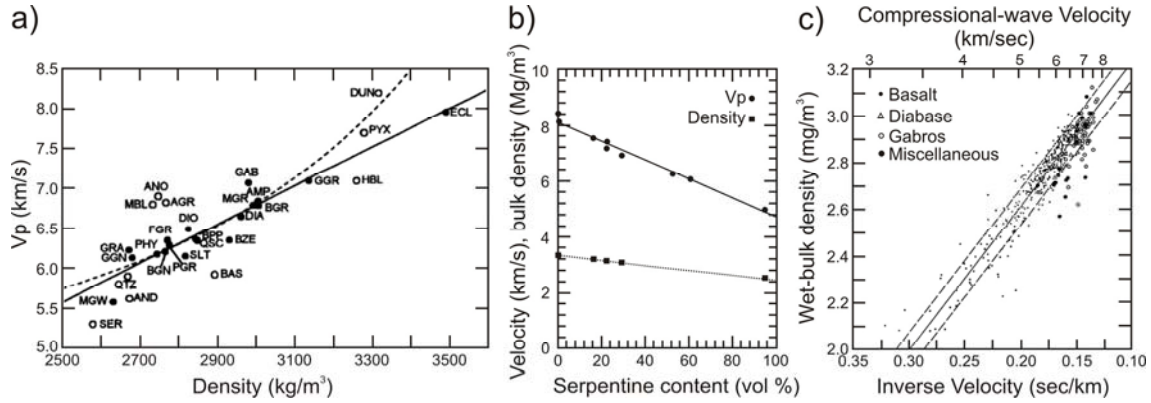 a)
Vp (km/s)
8.5
8.0
7.5
7.0
6.5
6.0
5.5
5.0
DUN
ECL
PYX
GAB
ANO
AMP
GGR
HBL
MBL
AGR
MGR
BGR
DIO
DIA
GRA
PHY
BZE
GGN
QSC
SLT
BGN
PGR
BAS
QTZ
MGW
AND
SER
2500
2700
2900
3100
3300
3500
Density (kg/m³)
b)
Velocity (km/s), bulk density (Mg/m³)
10
8
6
4
2
0
Vp
Density
0
20
40
60
80
100
Serpentine content (vol %)
c)
Compressional-wave Velocity
(km/sec)
3
4
5
6
7
8
Wet-bulk density (mg/m³)
3.2
3.0
2.8
2.6
2.4
2.2
2.0
Basalt
Diabase
Gabros
Miscellaneous
0.35
0.30
0.25
0.20
0.15
0.10
Inverse Velocity (sec/km)